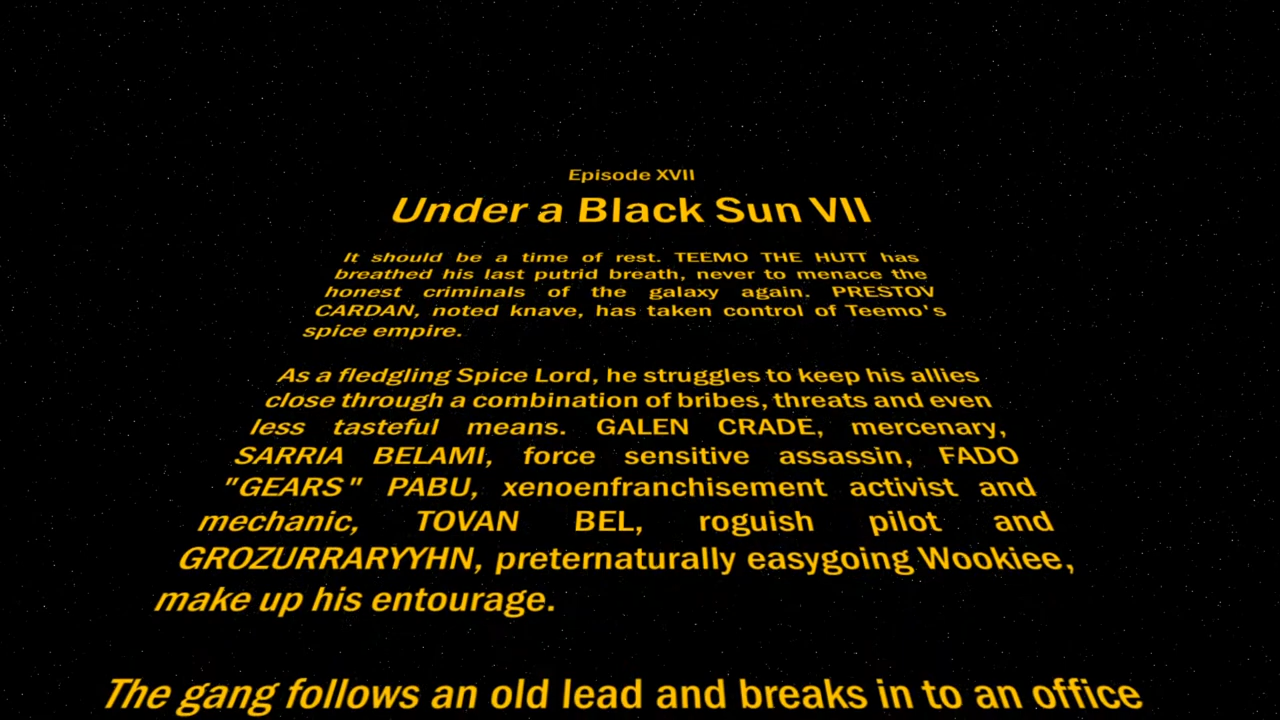 Episode XVII
Under a Black Sun VII
It should be a time of rest. TEEMO THE HUTT has
breathed his last putrid breath, never to menace the
honest criminals of the galaxy again. PRESTOV
CARDAN, noted knave, has taken control of Teemo's
spice empire.
As a fledgling Spice Lord, he struggles to keep his allies
close through a combination of bribes, threats and even
less tasteful means. GALEN CRADE, mercenary,
SARRIA BELAMI, force sensitive assassin, FADO
"GEARS" PABU, xenoenfranchisement activist and
mechanic, TOVAN BEL, roguish pilot and
GROZURRARYYHN, preternaturally easygoing Wookiee,
make up his entourage.
The gang follows an old lead and breaks in to an office